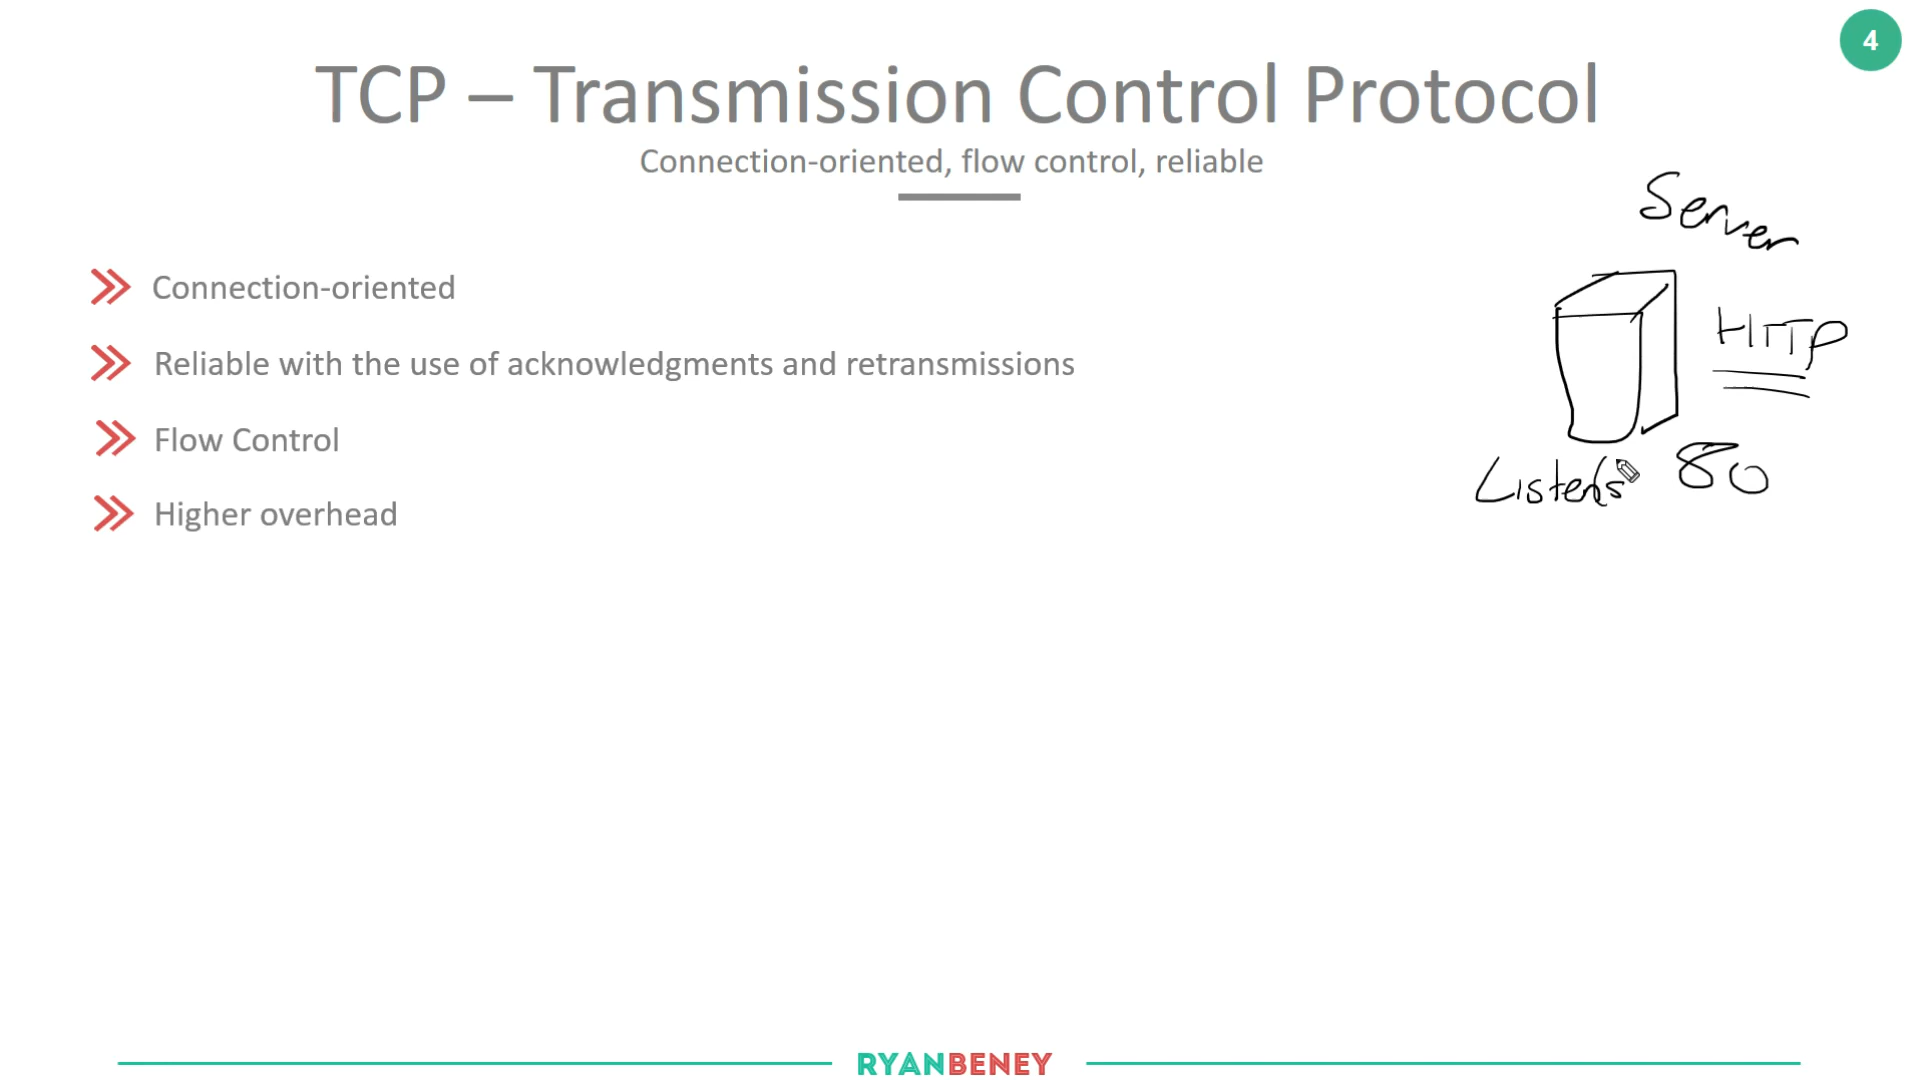 4
TCP – Transmission Control Protocol
Connection-oriented, flow control, reliable
Server
Connection-oriented
HTTP
Reliable with the use of acknowledgments and retransmissions
Flow Control
80
Higher overhead
RYANBENEY